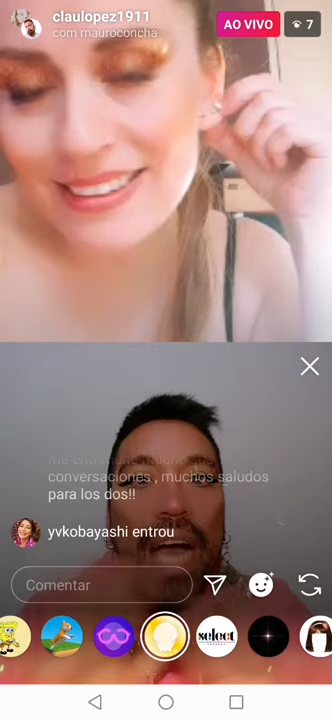 claulopez1911
com mauroconcha
AO VIVO
7
conversaciones , muchos saludos
para los dos!!
yvkobayashi entrou
Comentar
select